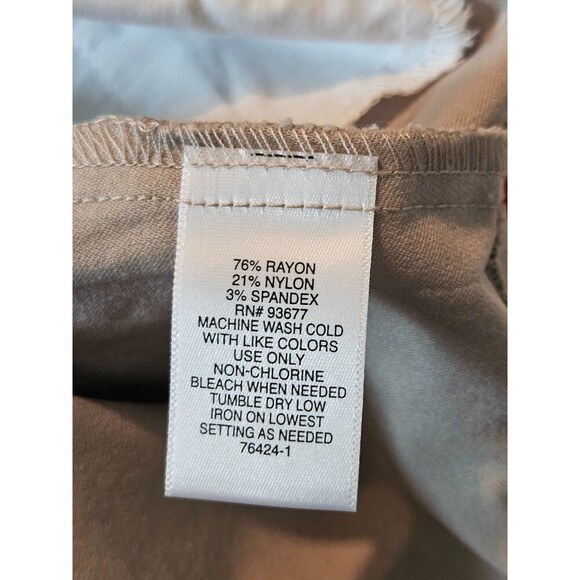 76% RAYON
21% NYLON
3% SPANDEX
RN# 93677
MACHINE WASH COLD
WITH LIKE COLORS
USE ONLY
NON-CHLORINE
BLEACH WHEN NEEDED
TUMBLE DRY LOW
IRON ON LOWEST
SETTING AS NEEDED
76424-1